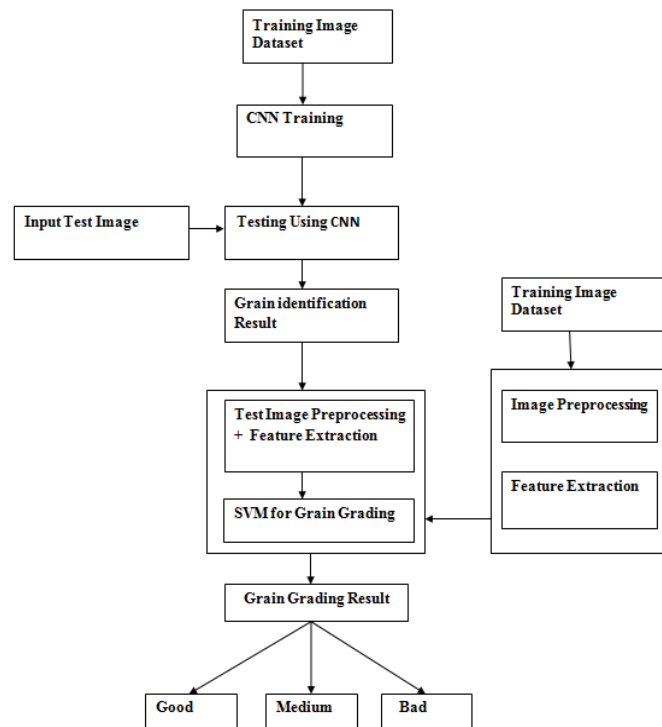 Training Image
Dataset
CNN Training
Input Test Image
Testing Using CNN
Grain identification
Result
Training Image
Dataset
Test Image Preprocessing
+ Feature Extraction
Image Preprocessing
SVM for Grain Grading
Feature Extraction
Grain Grading Result
Good
Medium
Bad